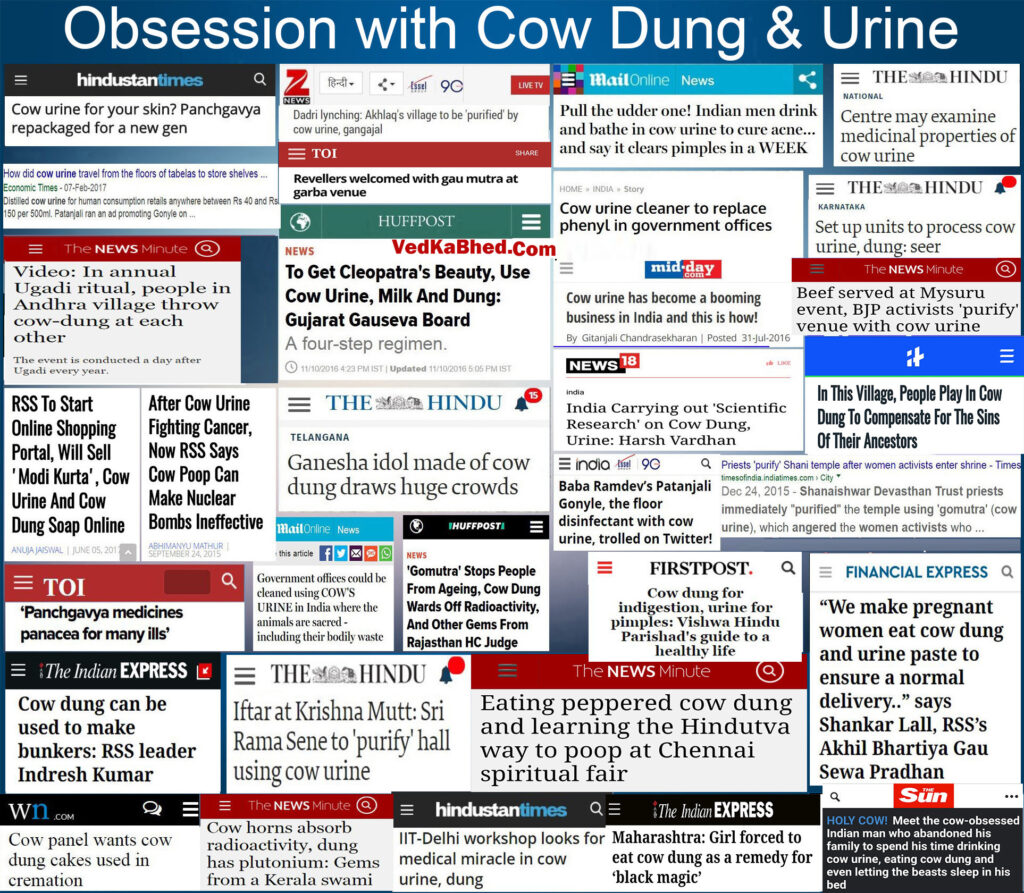 Obsession with Cow Dung & Urine
hindustantimes
Cow urine for your skin? Panchgavya
repackaged for a new gen
How did cow urine travel from the floors of tabelas to store shelves ...
Economic Times - 07-Feb-2017
Distilled cow urine for human consumption retails anywhere between Rs 40 and Rs
150 per 500ml. Patanjali ran an ad promoting Gonyle on ...
Z
NEWS
हिन्दी
Essel
90
LIVE TV
Dadri lynching: Akhlaq's village to be 'purified' by
cow urine, gangajal
TOI
SHARE
Revellers welcomed with gau mutra at
garba venue
HUFFPOST
VedKaBhed.Com
NEWS
To Get Cleopatra's Beauty, Use
Cow Urine, Milk And Dung:
Gujarat Gauseva Board
A four-step regimen.
11/10/2016 4:23 PM IST | Updated 11/10/2016 5:05 PM IST
MailOnline News
Pull the udder one! Indian men drink
and bathe in cow urine to cure acne...
and say it clears pimples in a WEEK
THE HINDU
NATIONAL
Centre may examine
medicinal properties of
cow urine
HOME » INDIA » Story
Cow urine cleaner to replace
phenyl in government offices
THE HINDU
KARNATAKA
Set up units to process cow
urine, dung: seer
The NEWS Minute
Video: In annual
Ugadi ritual, people in
Andhra village throw
cow-dung at each
other
The event is conducted a day after
Ugadi every year.
mid-day
.com
Cow urine has become a booming
business in India and this is how!
By Gitanjali Chandrasekharan | Posted 31-Jul-2016
The NEWS Minute
Beef served at Mysuru
event, BJP activists 'purify'
venue with cow urine
NEWS18
LIKE
india
India Carrying out 'Scientific
Research' on Cow Dung,
Urine: Harsh Vardhan
In This Village, People Play In Cow
Dung To Compensate For The Sins
Of Their Ancestors
RSS To Start
Online Shopping
Portal, Will Sell
'Modi Kurta', Cow
Urine And Cow
Dung Soap Online
ANUJA JAISWAL | JUNE 05, 201
After Cow Urine
Fighting Cancer,
Now RSS Says
Cow Poop Can
Make Nuclear
Bombs Ineffective
ABHIMANYU MATHUR |
SEPTEMBER 24, 2015
THE HINDU
15
TELANGANA
Ganesha idol made of cow
dung draws huge crowds
india Essel 90
Baba Ramdev's Patanjali
Gonyle, the floor
disinfectant with cow
urine, trolled on Twitter!
Priests 'purify' Shani temple after women activists enter shrine - Times
timesofindia.indiatimes.com › City
Dec 24, 2015 - Shanaishwar Devasthan Trust priests
immediately "purified" the temple using 'gomutra' (cow
urine), which angered the women activists who ...
TOI
'Panchgavya medicines
panacea for many ills'
MailOnline News
this article
Government offices could be
cleaned using COW'S
URINE in India where the
animals are sacred -
including their bodily waste
HUFFPOST
NEWS
'Gomutra' Stops People
From Ageing, Cow Dung
Wards Off Radioactivity,
And Other Gems From
Rajasthan HC Judge
FIRSTPOST.
Cow dung for
indigestion, urine for
pimples: Vishwa Hindu
Parishad's guide to a
healthy life
FINANCIAL EXPRESS
“We make pregnant
women eat cow dung
and urine paste to
ensure a normal
delivery..” says
Shankar Lall, RSS’s
Akhil Bhartiya Gau
Sewa Pradhan
The Indian EXPRESS
Cow dung can be
used to make
bunkers: RSS leader
Indresh Kumar
THE HINDU
Iftar at Krishna Mutt: Sri
Rama Sene to 'purify' hall
using cow urine
The NEWS Minute
Eating peppered cow dung
and learning the Hindutva
way to poop at Chennai
spiritual fair
wn.COM
Cow panel wants cow
dung cakes used in
cremation
The NEWS Minute
Cow horns absorb
radioactivity, dung
has plutonium: Gems
from a Kerala swami
hindustantimes
IIT-Delhi workshop looks for
medical miracle in cow
urine, dung
The Indian EXPRESS
Maharashtra: Girl forced to
eat cow dung as a remedy for
‘black magic’
THE Sun
HOLY COW! Meet the cow-obsessed
Indian man who abandoned his
family to spend his time drinking
cow urine, eating cow dung and
even letting the beasts sleep in his
bed